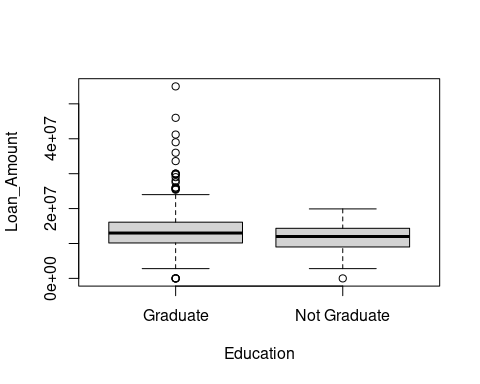 Loan_Amount
4e+07
2e+07
0e+00
Graduate
Not Graduate
Education